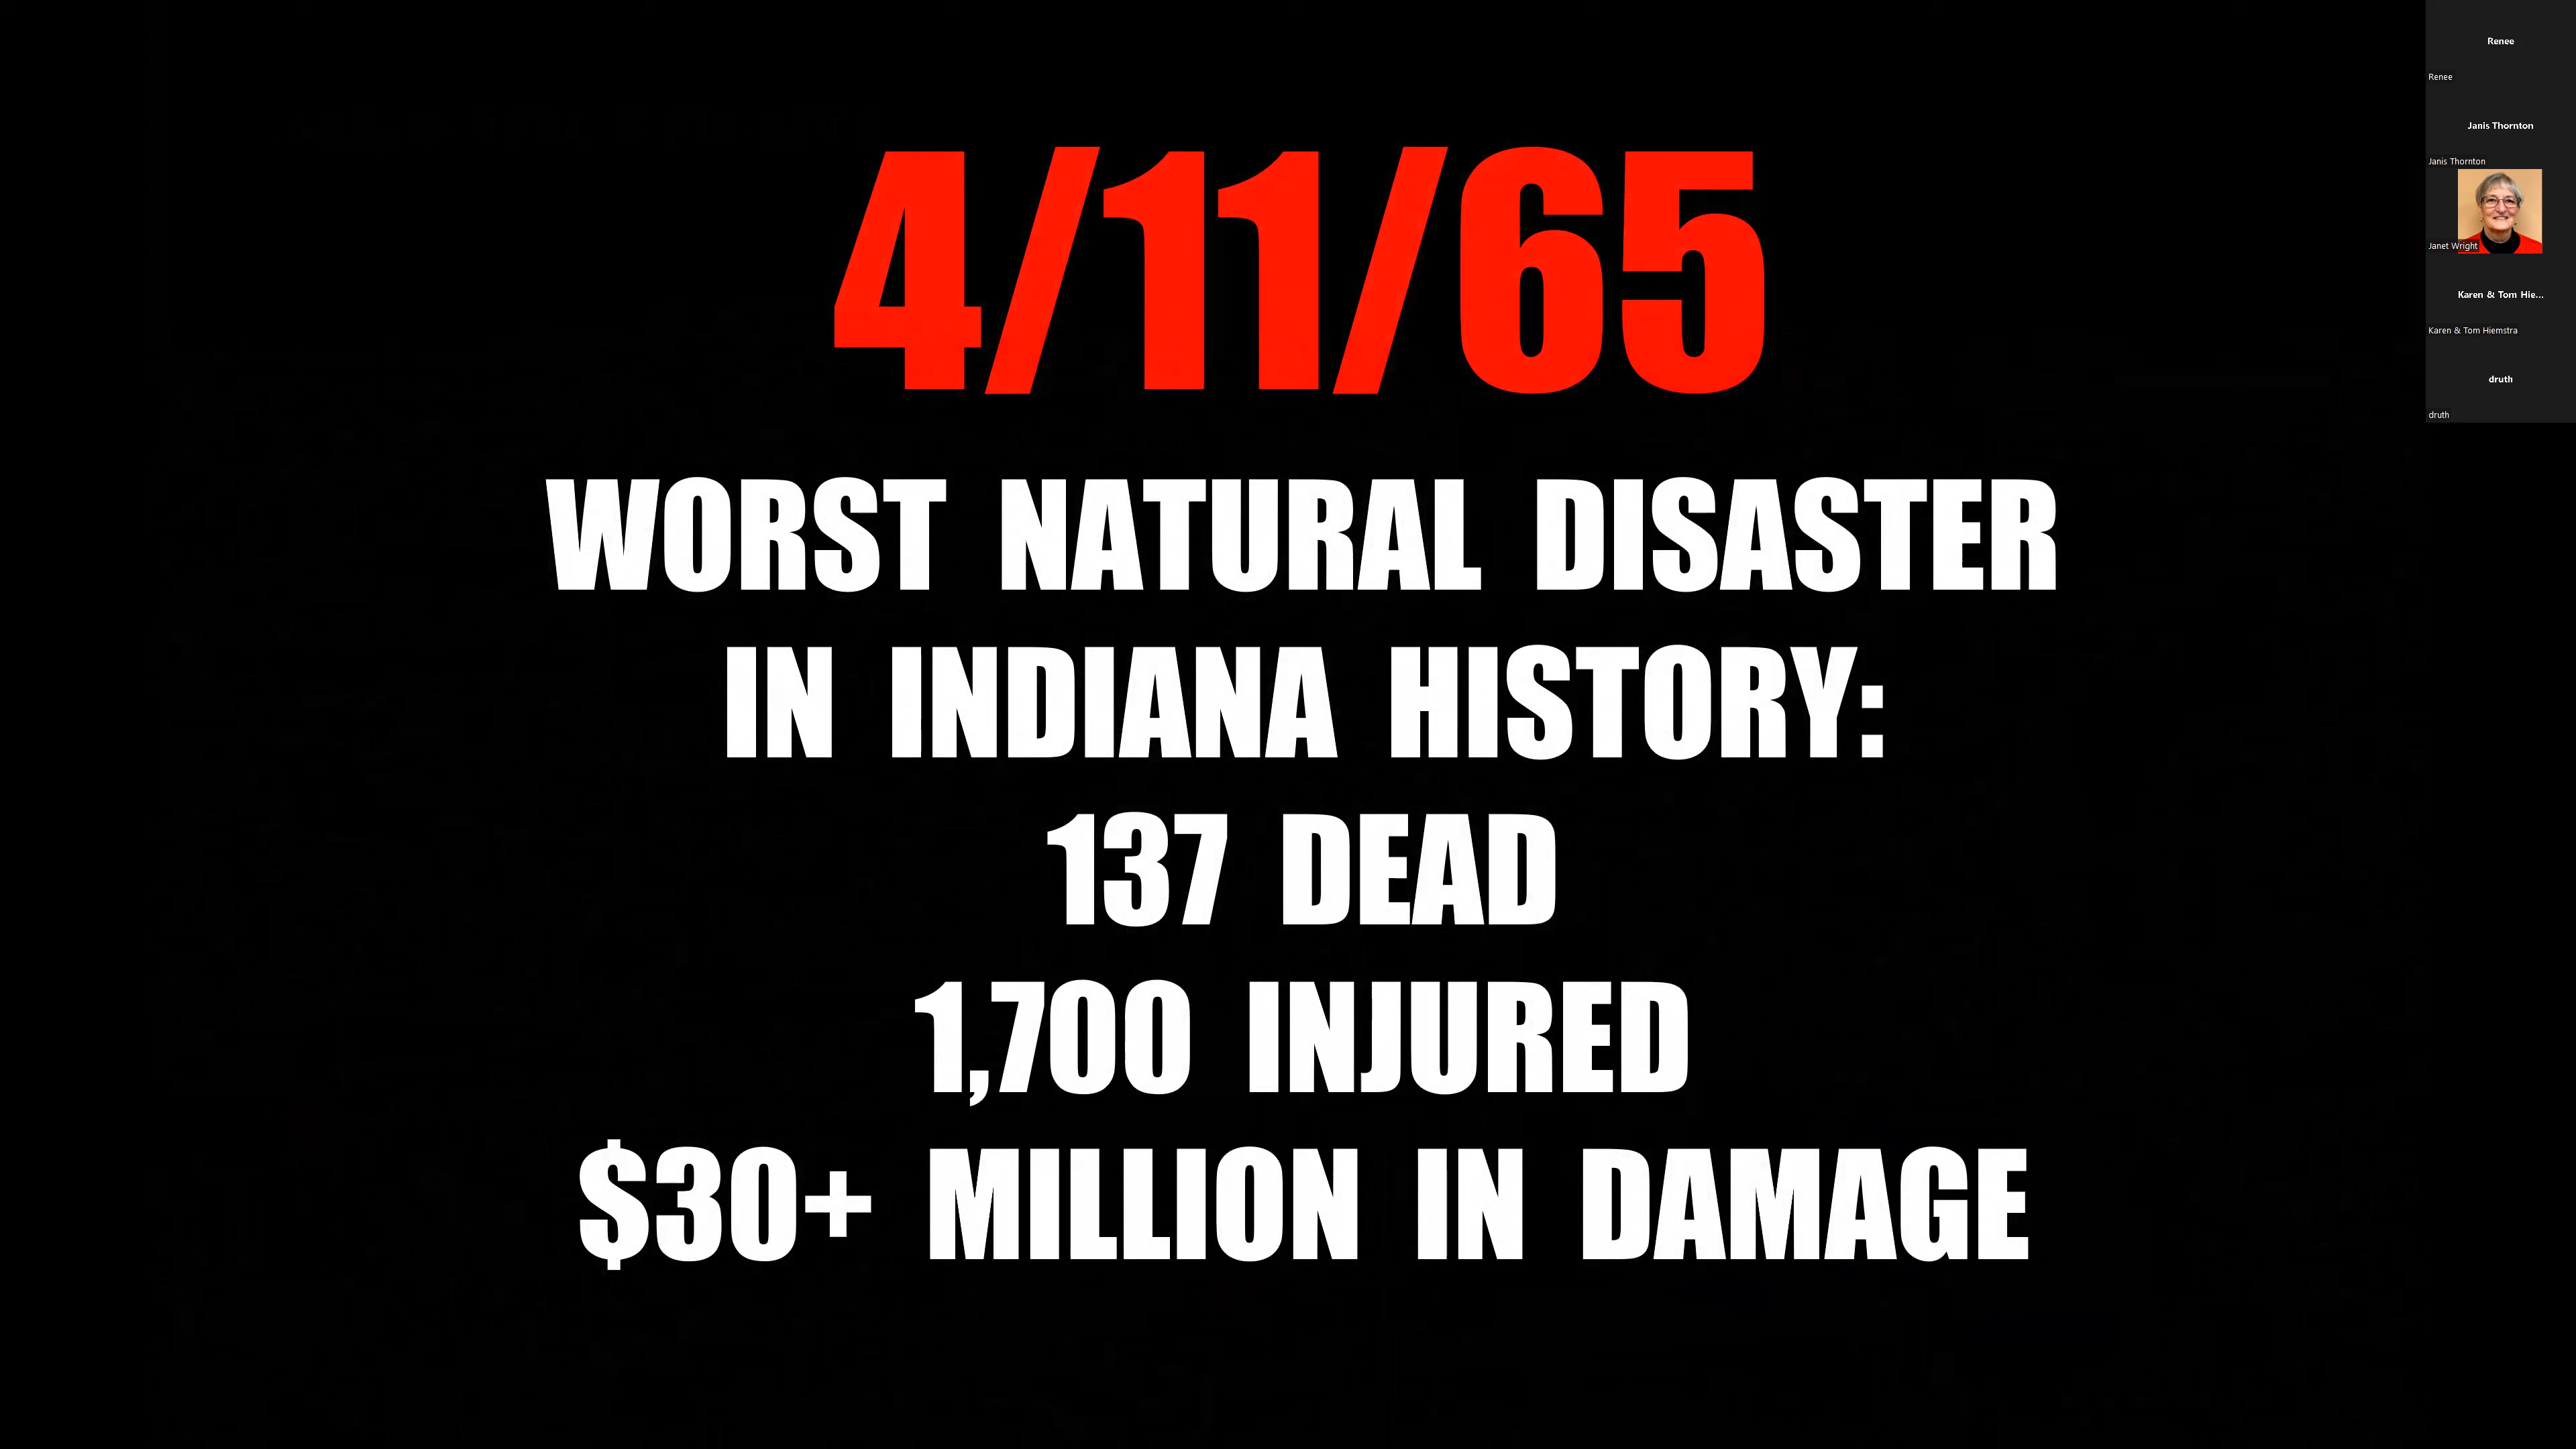 4/11/65
WORST NATURAL DISASTER
IN INDIANA HISTORY:
137 DEAD
1,700 INJURED
$30+ MILLION IN DAMAGE
Renee
Renee
Janis Thornton
Janis Thornton
Janet Wright
Karen & Tom Hie...
Karen & Tom Hiemstra
druth
druth